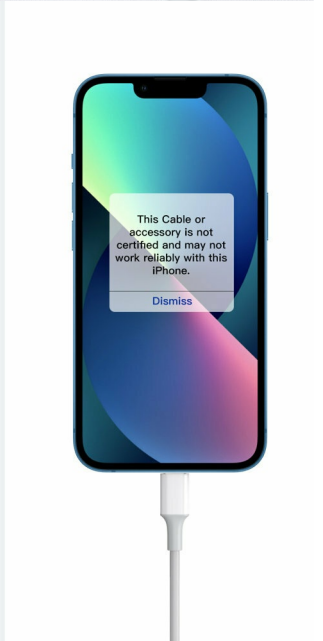 This Cable or
accessory is not
certified and may not
work reliably with this
iPhone.
Dismiss